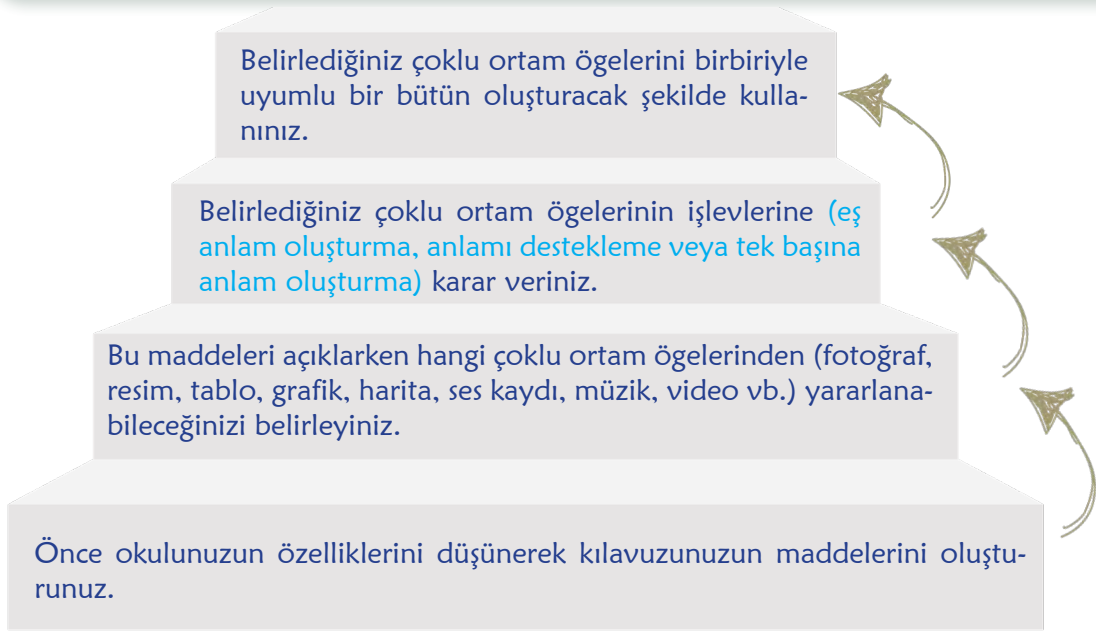 Belirlediğiniz çoklu ortam ögelerini birbiriyle
uyumlu bir bütün oluşturacak şekilde kulla-
nınız.
Belirlediğiniz çoklu ortam ögelerinin işlevlerine (eş
anlam oluşturma, anlamı destekleme veya tek başına
anlam oluşturma) karar veriniz.
Bu maddeleri açıklarken hangi çoklu ortam ögelerinden (fotoğraf,
resim, tablo, grafik, harita, ses kaydı, müzik, video vb.) yararlana-
bileceğinizi belirleyiniz.
Önce okulunuzun özelliklerini düşünerek kılavuzunuzun maddelerini oluştu-
runuz.